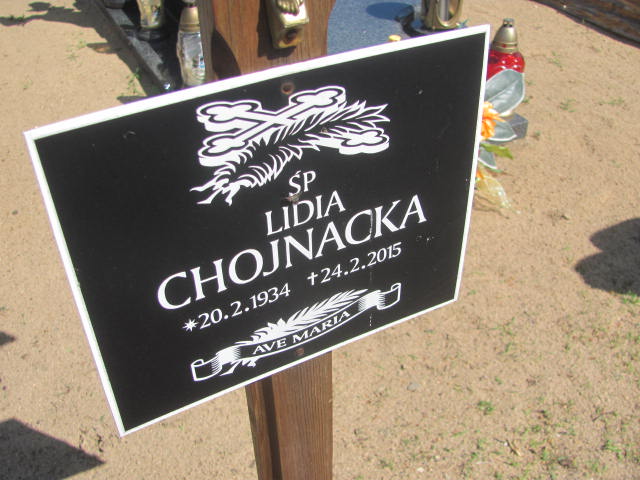 ŚP
LIDIA
CHOJNACKA
*20.2.1934 †24.2.2015
AVE MARIA